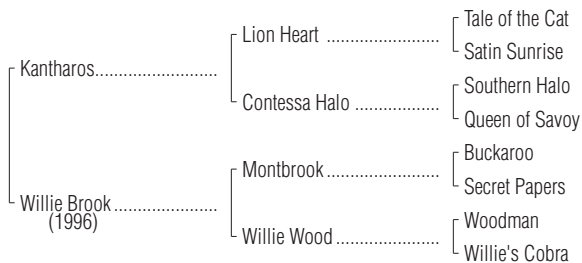 Tale of the Cat
Lion Heart ........................
Satin Sunrise
Kantharos..........................
Southern Halo
Contessa Halo ..................
Queen of Savoy
Buckaroo
Montbrook ........................
Secret Papers
Willie Brook ......................
(1996)
Woodman
Willie Wood......................
Willie's Cobra